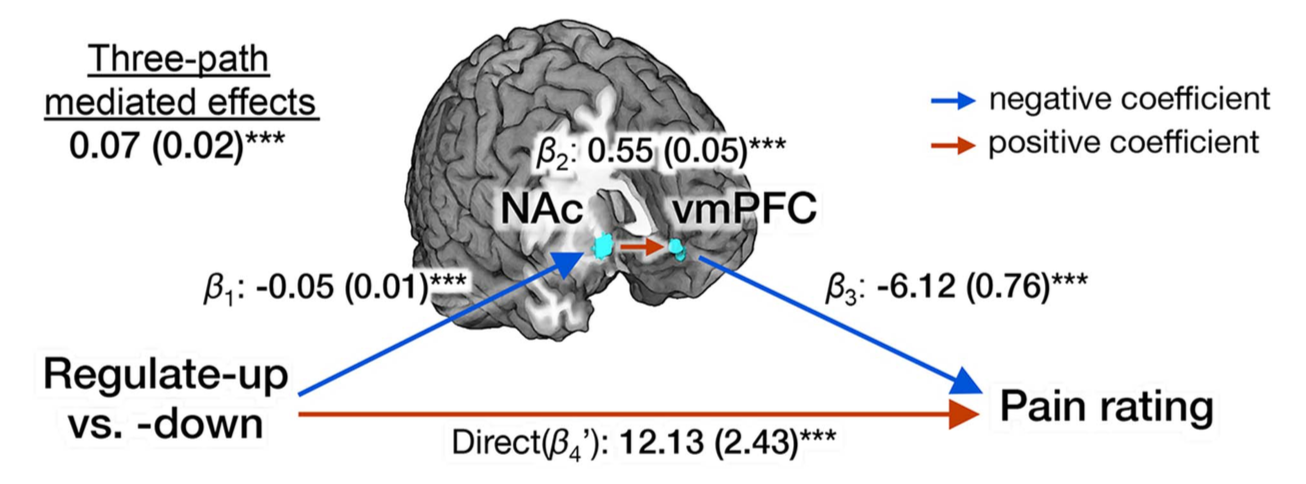 Three-path
mediated effects
0.07 (0.02)***
negative coefficient
positive coefficient
β2: 0.55 (0.05)***
NAc
vmPFC
β1: -0.05 (0.01)***
β3: -6.12 (0.76)***
Regulate-up
vs. -down
Pain rating
Direct(β4’): 12.13 (2.43)***